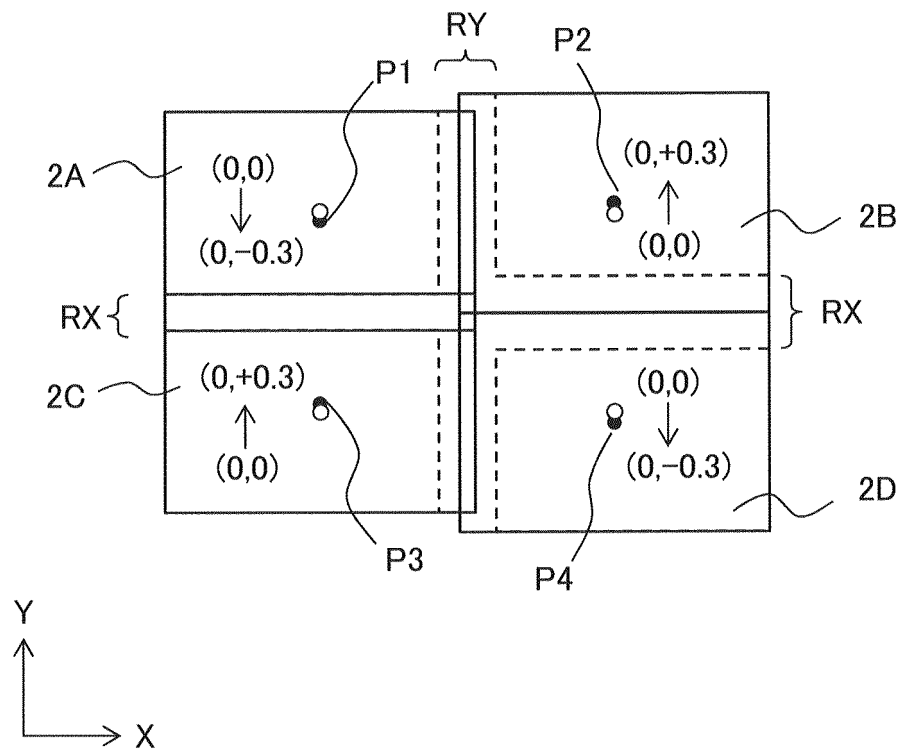 RY
P2
P1
2A
(0,0)
(0,−0.3)
(0,+0.3)
(0,0)
2B
RX
RX
2C
(0,+0.3)
(0,0)
(0,0)
(0,−0.3)
2D
P3
P4
Y
X